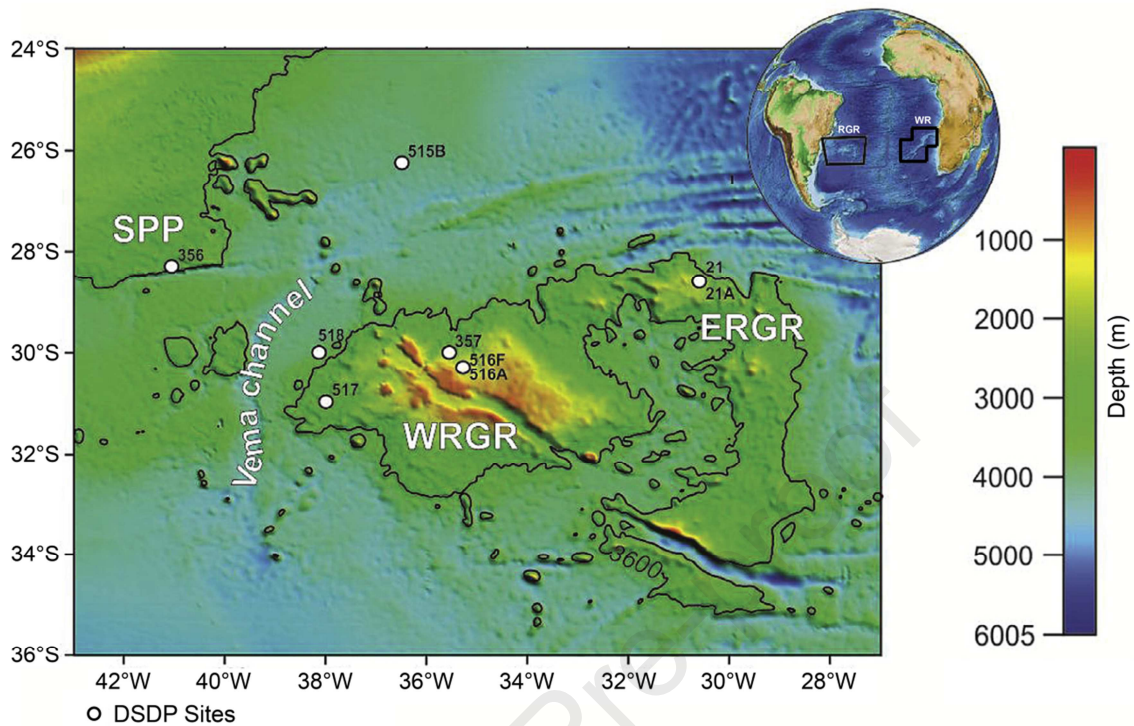 24°S
26°S
28°S
30°S
32°S
34°S
36°S
42°W
40°W
38°W
36°W
34°W
32°W
30°W
28°W
515B
SPP
356
21
21A
ERGR
Vema channel
518
357
516F
516A
517
WRGR
3600
RGR
WR
1000
2000
3000
4000
5000
6005
Depth (m)
DSDP Sites